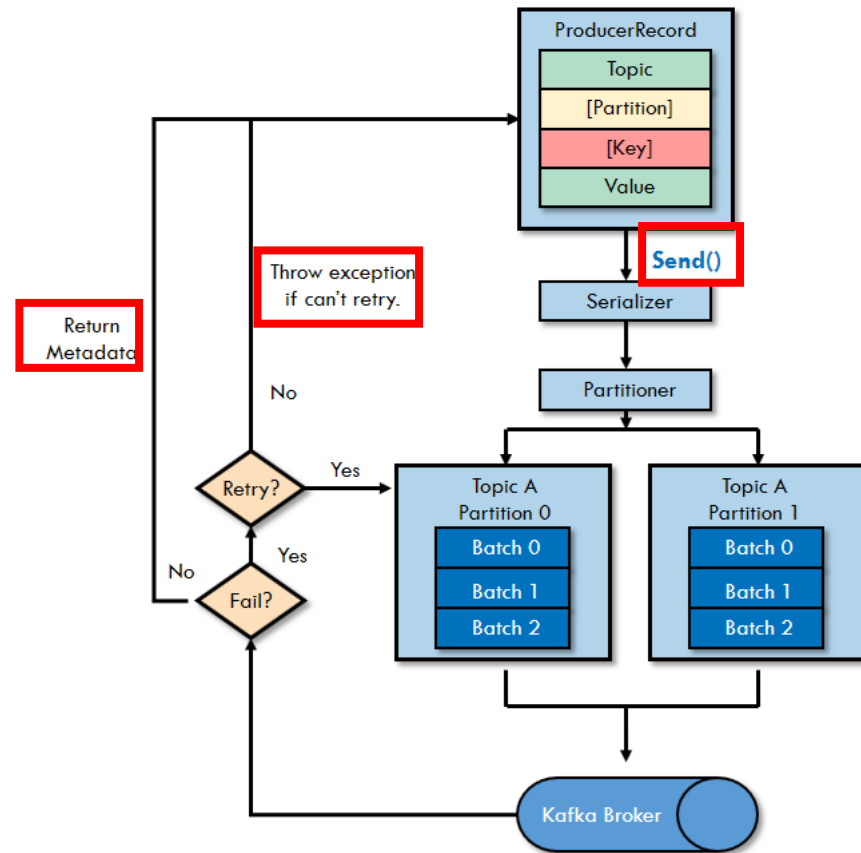 ProducerRecord
Topic
[Partition]
[Key]
Value
Send()
Throw exception
if can't retry.
Return
Metadata
Serializer
Partitioner
No
Yes
Retry?
Topic A
Partition 0
Batch 0
Batch 1
Batch 2
Topic A
Partition 1
Batch 0
Batch 1
Batch 2
Yes
No
Fail?
Kafka Broker